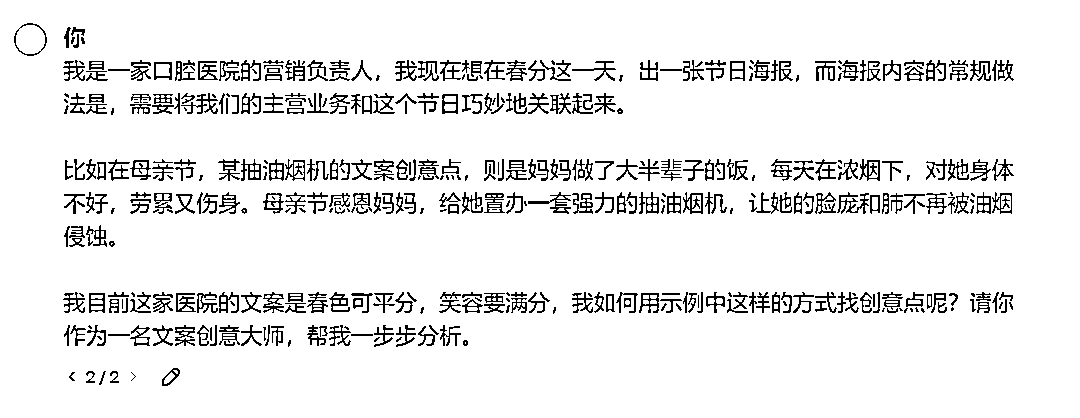 你
我是一家口腔医院的营销负责人，我现在想在春分这一天，出一张节日海报，而海报内容的常规做
法是，需要将我们的主营业务和这个节日巧妙地关联起来。
比如在母亲节，某抽油烟机的文案创意点，则是妈妈做了大半辈子的饭，每天在浓烟下，对她身体
不好，劳累又伤身。母亲节感恩妈妈，给她置办一套强力的抽油烟机，让她的脸庞和肺不再被油烟
侵蚀。
我目前这家医院的文案是春色可平分，笑容要满分，我如何用示例中这样的方式找创意点呢？请你
作为一名文案创意大师，帮我一步步分析。
< 2/2 >